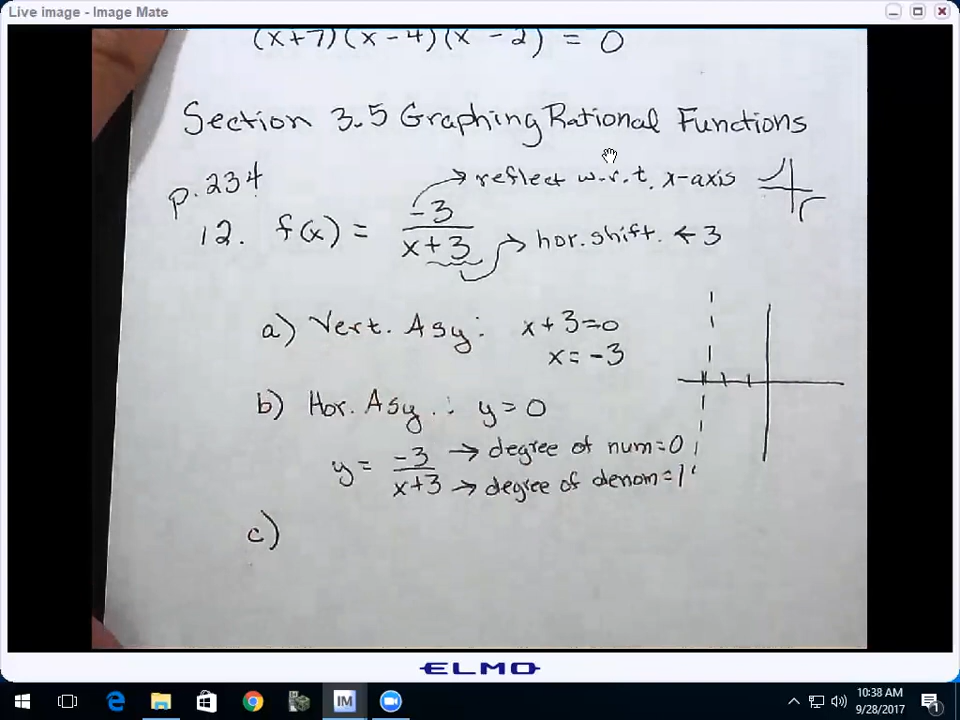 Live image - Image Mate
(x+7)(x-4)(x-2) = 0
Section 3.5 Graphing Rational Functions
p.234
→ reflect w.r.t. x-axis
12. f(x) = -3/(x+3)
→ hor. shift. ← 3
a) Vert. Asy: x+3=0
x = -3
b) Hor. Asy.: y = 0
y = -3/(x+3) → degree of num=0
→ degree of denom=1
c)
ELMO
IM
10:38 AM
9/28/2017
1